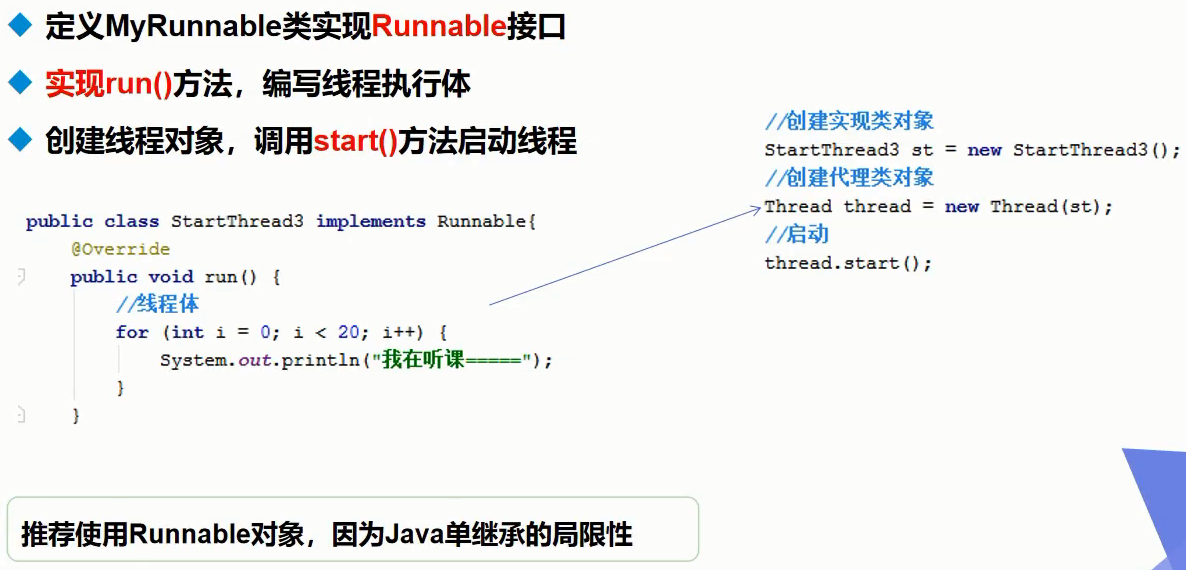 定义MyRunnable类实现Runnable接口
实现run()方法，编写线程执行体
创建线程对象，调用start()方法启动线程
public class StartThread3 implements Runnable{
@Override
public void run() {
//线程体
for (int i = 0; i < 20; i++) {
System.out.println("我在听课=====");
}
}
//创建实现类对象
StartThread3 st = new StartThread3();
//创建代理类对象
Thread thread = new Thread(st);
//启动
thread.start();
推荐使用Runnable对象，因为Java单继承的局限性